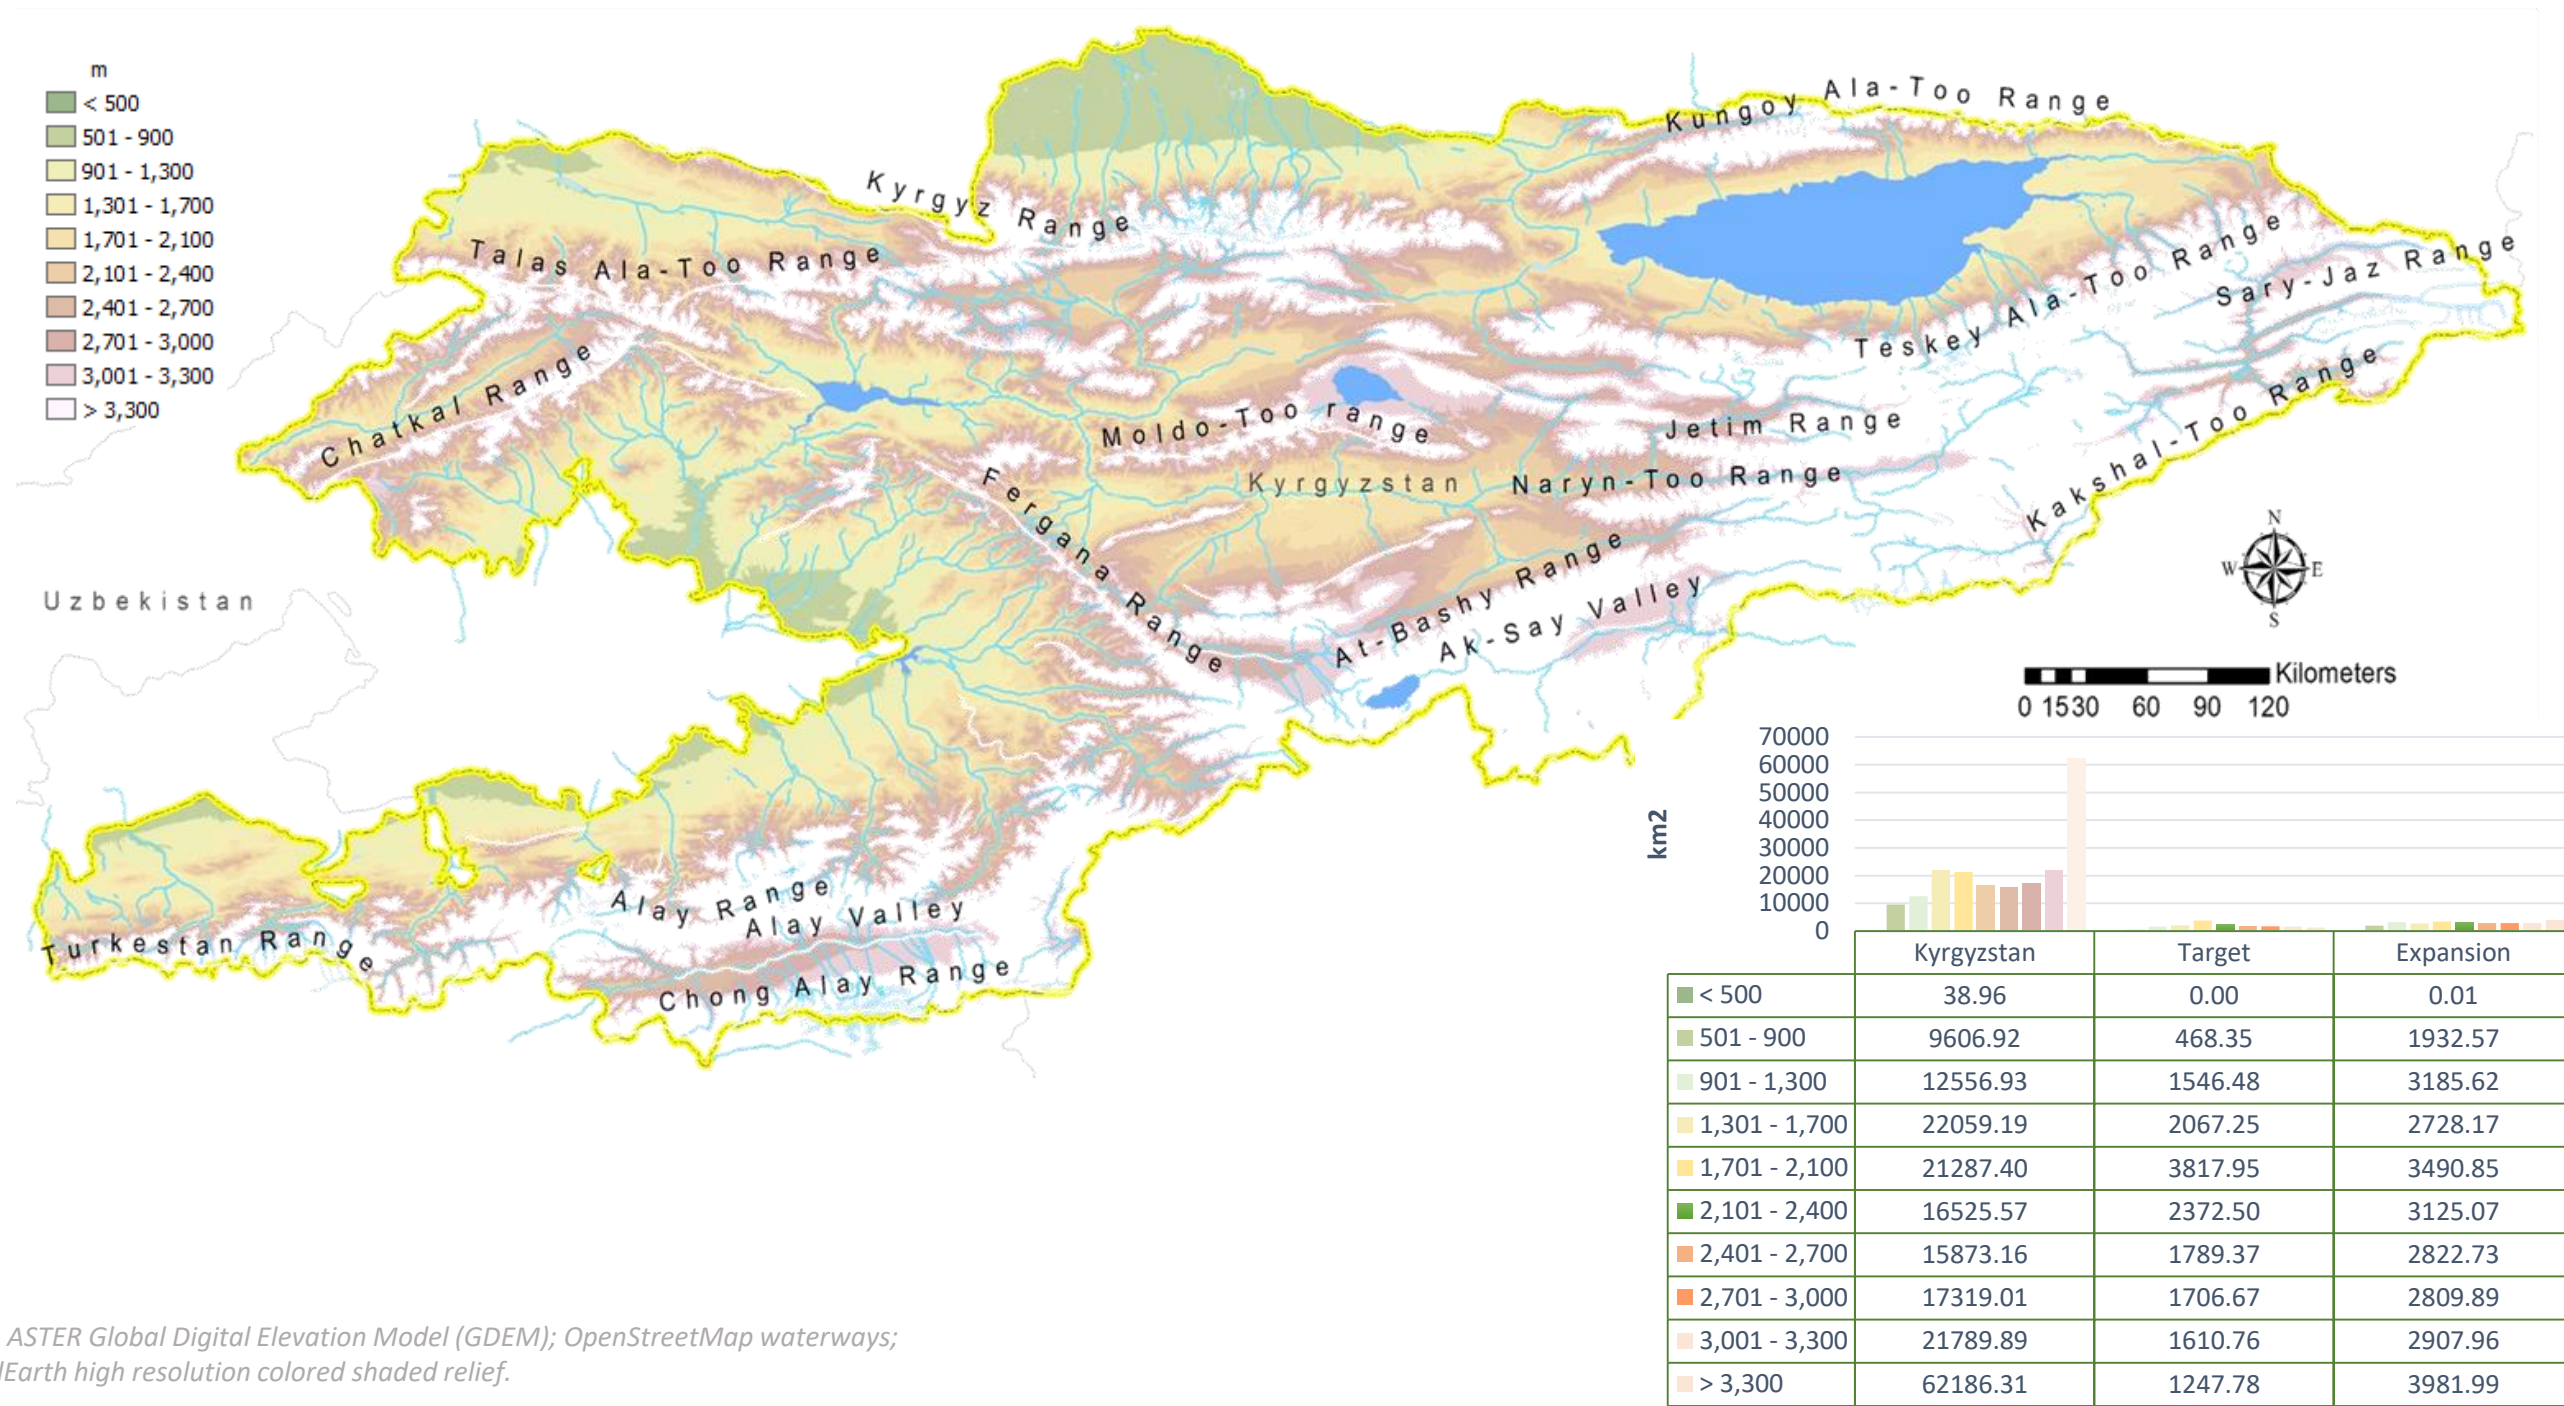 m
< 500
501 - 900
901 - 1,300
1,301 - 1,700
1,701 - 2,100
2,101 - 2,400
2,401 - 2,700
2,701 - 3,000
3,001 - 3,300
> 3,300
Kungoy Ala-Too Range
Kyrgyz Range
Talas Ala-Too Range
Teskey Ala-Too Range
Sary-Jaz Range
Chatkal Range
Moldo-Too range
Jetim Range
Kakshal-Too Range
Kyrgyzstan
Naryn-Too Range
Fergana Range
At-Bashy Range
Ak-Say Valley
Uzbekistan
Alay Range
Alay Valley
Turkestan Range
Chong Alay Range
N
W E
S
Kilometers
0 15 30 60 90 120
km2
70000
60000
50000
40000
30000
20000
10000
0
Kyrgyzstan Target Expansion
< 500 38.96 0.00 0.01
501 - 900 9606.92 468.35 1932.57
901 - 1,300 12556.93 1546.48 3185.62
1,301 - 1,700 22059.19 2067.25 2728.17
1,701 - 2,100 21287.40 3817.95 3490.85
2,101 - 2,400 16525.57 2372.50 3125.07
2,401 - 2,700 15873.16 1789.37 2822.73
2,701 - 3,000 17319.01 1706.67 2809.89
3,001 - 3,300 21789.89 1610.76 2907.96
> 3,300 62186.31 1247.78 3981.99
ASTER Global Digital Elevation Model (GDEM); OpenStreetMap waterways;
lEarth high resolution colored shaded relief.